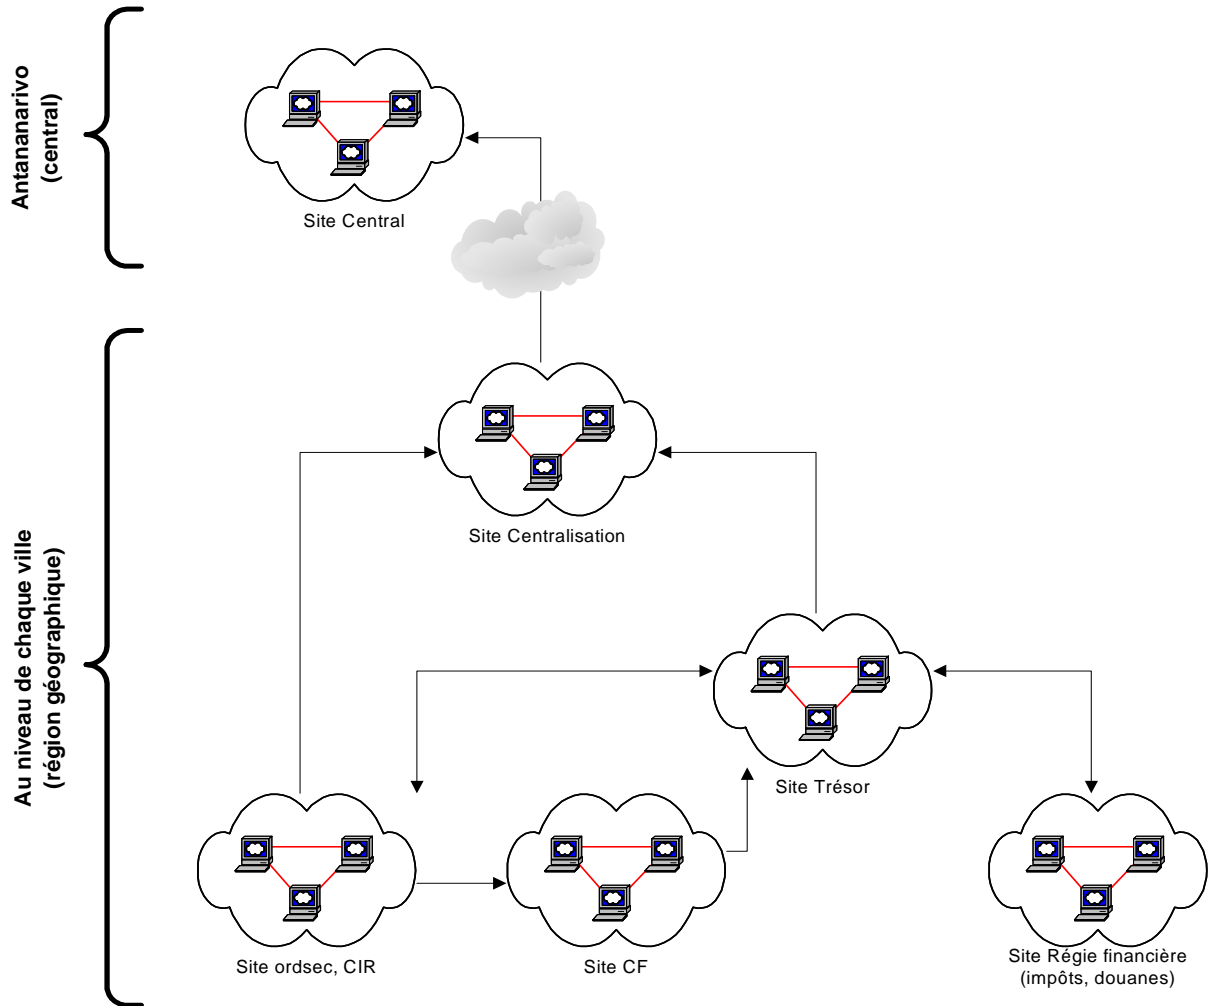 Antananarivo
(central)
Site Central
Au niveau de chaque ville
(région géographique)
Site Centralisation
Site Trésor
Site ordsec, CIR
Site CF
Site Régie financière
(impôts, douanes)